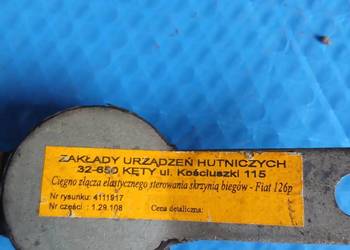 ZAKŁADY URZĄDZEŃ HUTNICZYCH
32-650 KĘTY ul. Kościuszki 115
Cięgno złącza elastycznego sterowania skrzynią biegów - Fiat 126p
Nr rysunku: 4111917
Nr części : 1.29.108 Cena detaliczna: